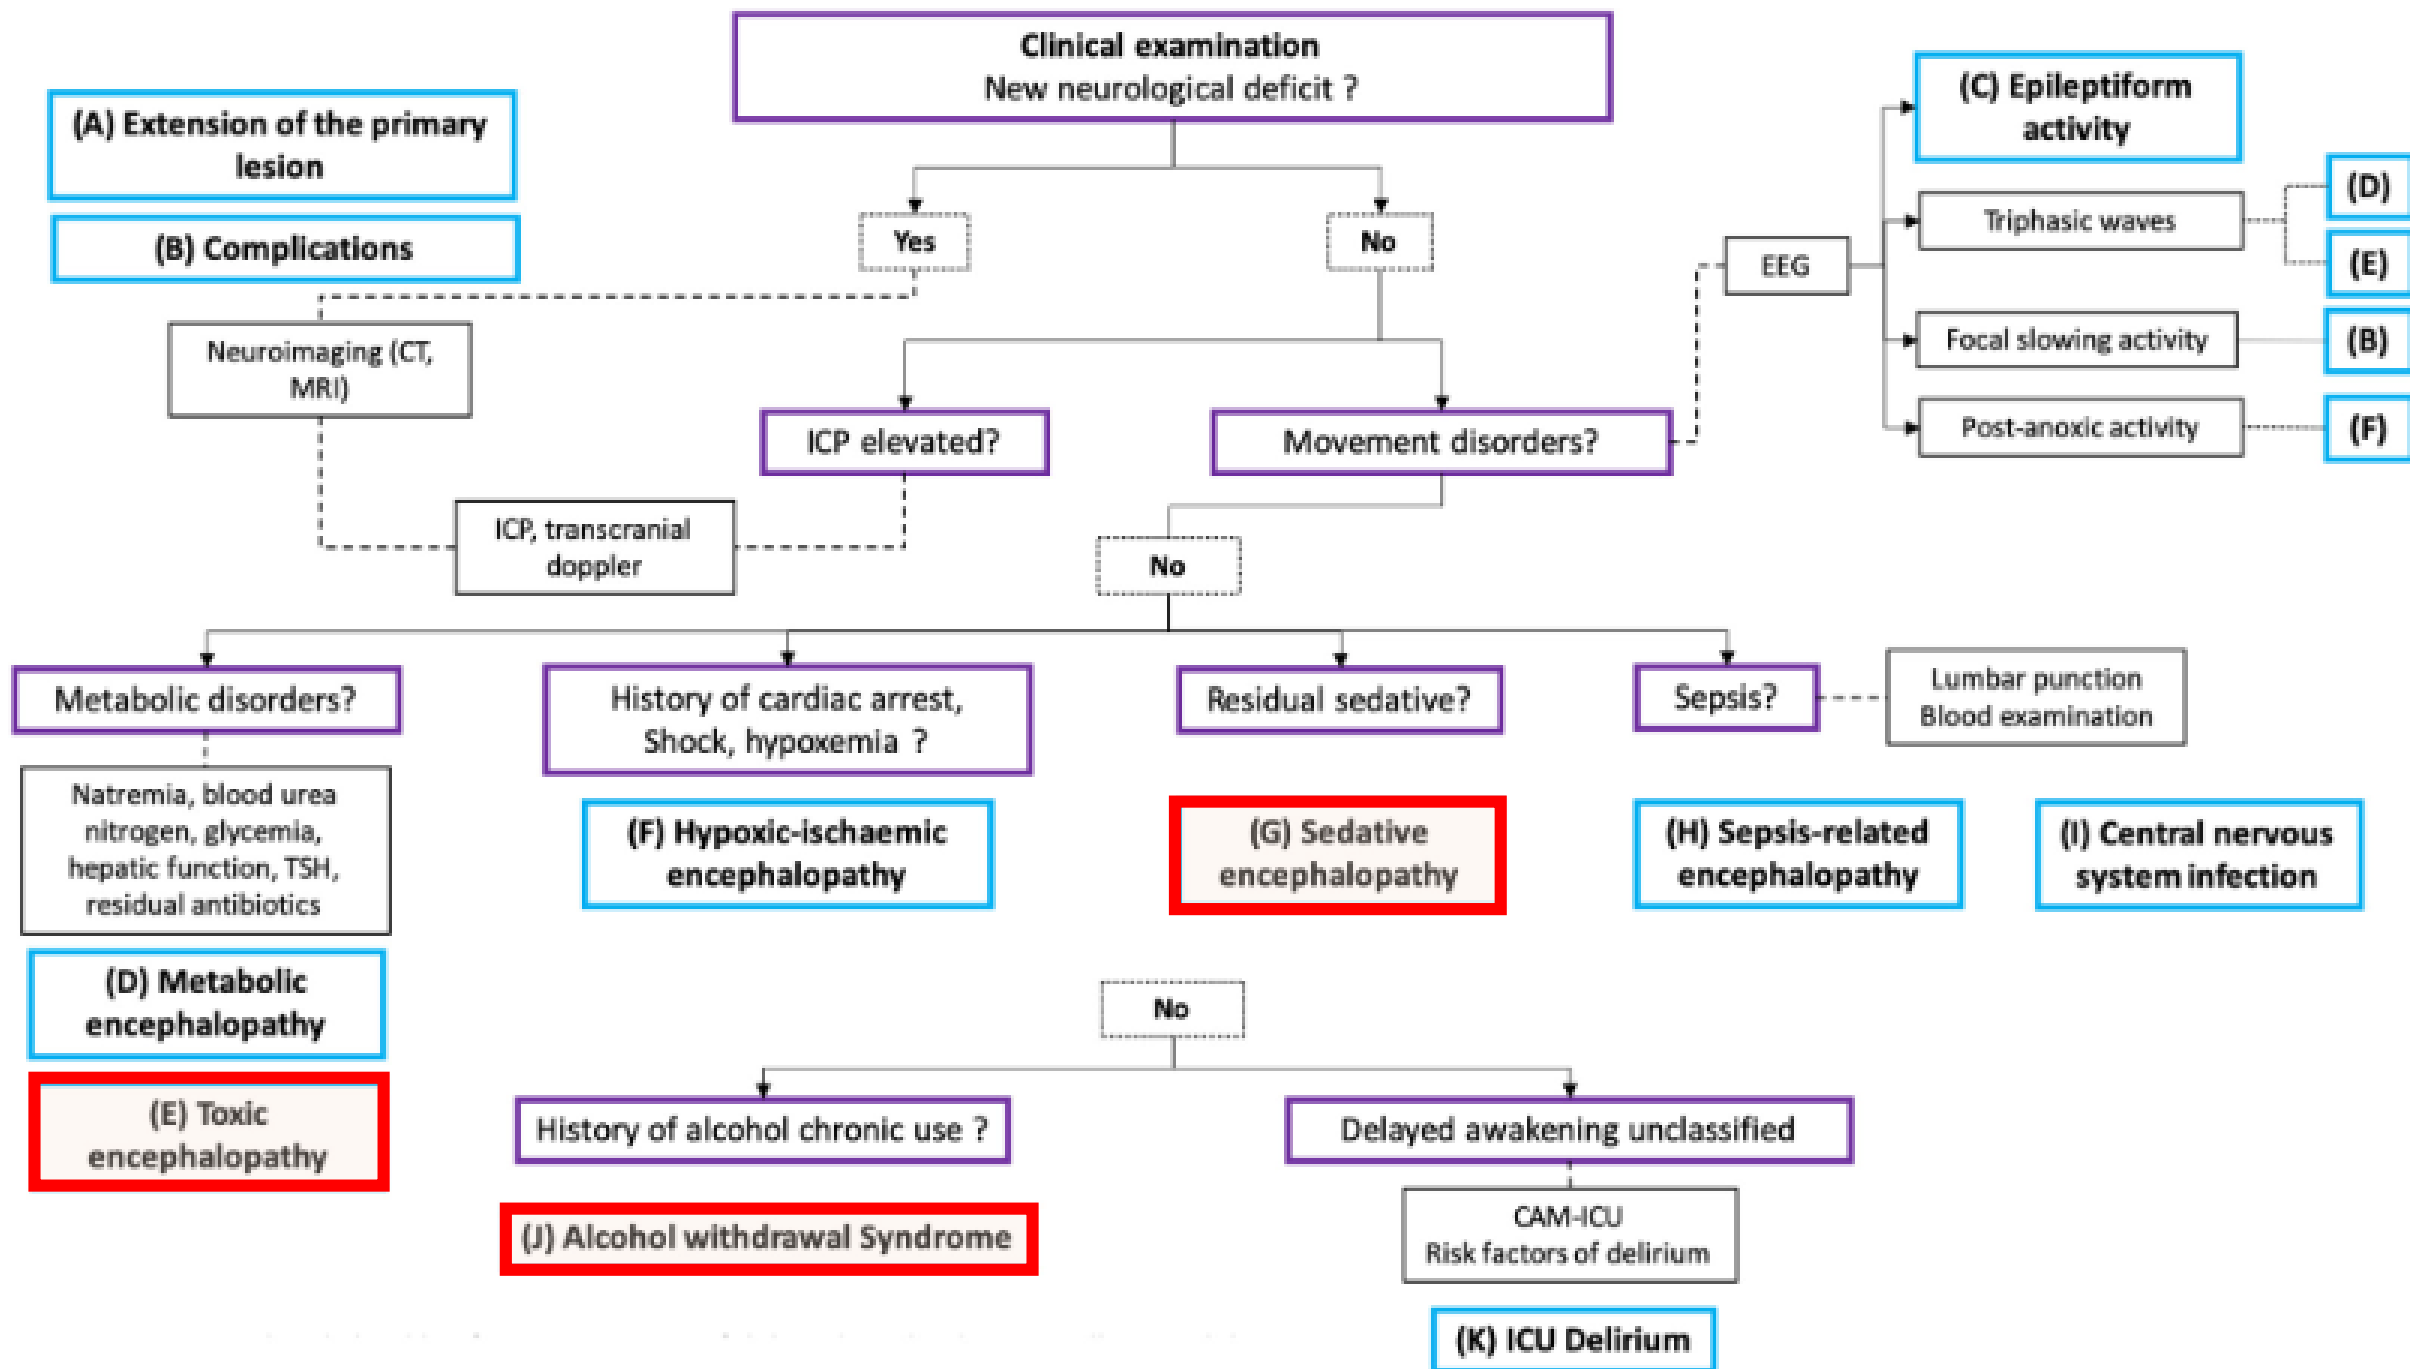 Clinical examination
New neurological deficit ?
(A) Extension of the primary
lesion
(B) Complications
Yes
No
Neuroimaging (CT,
MRI)
ICP elevated?
Movement disorders?
ICP, transcranial
doppler
EEG
(C) Epileptiform
activity
Triphasic waves
(D)
(E)
Focal slowing activity
(B)
Post-anoxic activity
(F)
No
Metabolic disorders?
History of cardiac arrest,
Shock, hypoxemia ?
Residual sedative?
Sepsis?
Lumbar punction
Blood examination
Natremia, blood urea
nitrogen, glycemia,
hepatic function, TSH,
residual antibiotics
(F) Hypoxic-ischaemic
encephalopathy
(G) Sedative
encephalopathy
(H) Sepsis-related
encephalopathy
(I) Central nervous
system infection
(D) Metabolic
encephalopathy
(E) Toxic
encephalopathy
No
History of alcohol chronic use ?
Delayed awakening unclassified
(J) Alcohol withdrawal Syndrome
CAM-ICU
Risk factors of delirium
(K) ICU Delirium